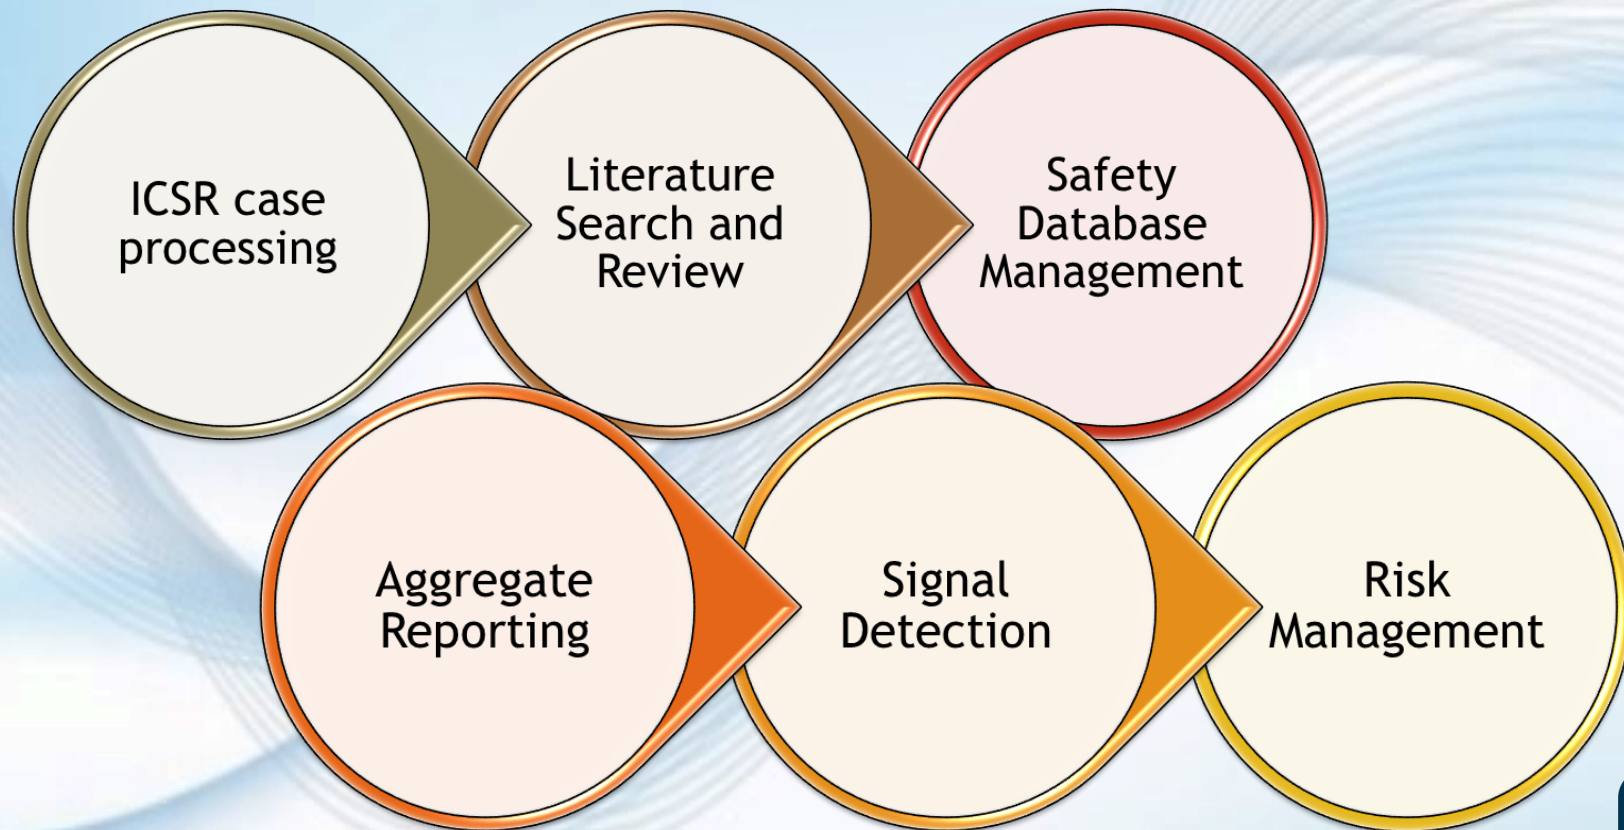 ICSR case
processing
Literature
Search and
Review
Safety
Database
Management
Aggregate
Reporting
Signal
Detection
Risk
Management